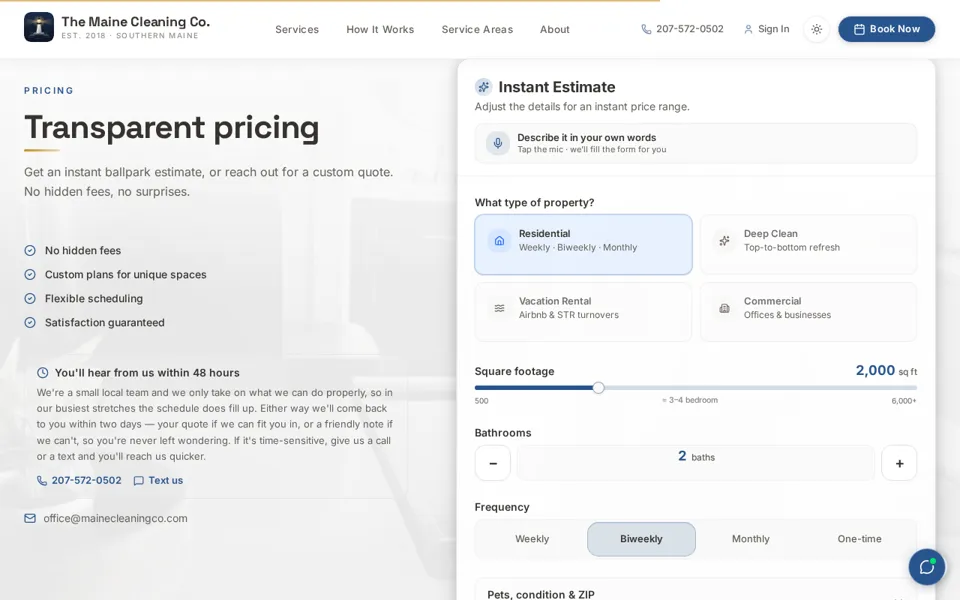 The Maine Cleaning Co.
EST. 2018 · SOUTHERN MAINE
Services
How It Works
Service Areas
About
207-572-0502
Sign In
Book Now
PRICING
Transparent pricing
Get an instant ballpark estimate, or reach out for a custom quote.
No hidden fees, no surprises.
No hidden fees
Custom plans for unique spaces
Flexible scheduling
Satisfaction guaranteed
You'll hear from us within 48 hours
We're a small local team and we only take on what we can do properly, so in
our busiest stretches the schedule does fill up. Either way we'll come back
to you within two days — your quote if we can fit you in, or a friendly note if
we can't, so you're never left wondering. If it's time-sensitive, give us a call
or a text and you'll reach us quicker.
207-572-0502
Text us
office@mainecleaningco.com
Instant Estimate
Adjust the details for an instant price range.
Describe it in your own words
Tap the mic · we'll fill the form for you
What type of property?
Residential
Weekly · Biweekly · Monthly
Deep Clean
Top-to-bottom refresh
Vacation Rental
Airbnb & STR turnovers
Commercial
Offices & businesses
Square footage
2,000 sq ft
500
≈ 3–4 bedroom
6,000+
Bathrooms
− 2 baths +
Frequency
Weekly
Biweekly
Monthly
One-time
Pets, condition & ZIP